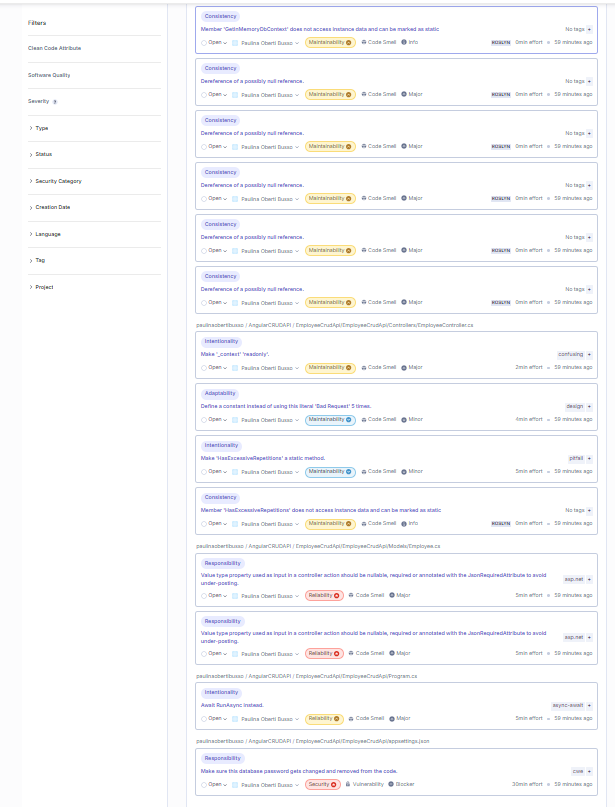 Filters
Clean Code Attribute
Software Quality
Severity
Type
Status
Security Category
Creation Date
Language
Tag
Project
Consistency
Member 'GetInMemoryDbContext' does not access instance data and can be marked as static
No tags +
Open Paulina Oberti Busso Maintainability Code Smell Info
ROSLYN 0min effort 59 minutes ago
Consistency
Dereference of a possibly null reference.
No tags +
Open Paulina Oberti Busso Maintainability Code Smell Major
ROSLYN 0min effort 59 minutes ago
Consistency
Dereference of a possibly null reference.
No tags +
Open Paulina Oberti Busso Maintainability Code Smell Major
ROSLYN 0min effort 59 minutes ago
Consistency
Dereference of a possibly null reference.
No tags +
Open Paulina Oberti Busso Maintainability Code Smell Major
ROSLYN 0min effort 59 minutes ago
Consistency
Dereference of a possibly null reference.
No tags +
Open Paulina Oberti Busso Maintainability Code Smell Major
ROSLYN 0min effort 59 minutes ago
Consistency
Dereference of a possibly null reference.
No tags +
Open Paulina Oberti Busso Maintainability Code Smell Major
ROSLYN 0min effort 59 minutes ago
paulinaobertibusso / AngularCRUDAPI / EmployeeCrudApi/EmployeeCrudApi/Controllers/EmployeeController.cs
Intentionality
Make '_context' 'readonly'.
confusing +
Open Paulina Oberti Busso Maintainability Code Smell Major
2min effort 59 minutes ago
Adaptability
Define a constant instead of using this literal 'Bad Request' 5 times.
design +
Open Paulina Oberti Busso Maintainability Code Smell Minor
4min effort 59 minutes ago
Intentionality
Make 'HasExcessiveRepetitions' a static method.
pitfall +
Open Paulina Oberti Busso Maintainability Code Smell Minor
5min effort 59 minutes ago
Consistency
Member 'HasExcessiveRepetitions' does not access instance data and can be marked as static
No tags +
Open Paulina Oberti Busso Maintainability Code Smell Info
ROSLYN 0min effort 59 minutes ago
paulinaobertibusso / AngularCRUDAPI / EmployeeCrudApi/EmployeeCrudApi/Models/Employee.cs
Responsibility
Value type property used as input in a controller action should be nullable, required or annotated with the JsonRequiredAttribute to avoid
under-posting.
asp.net +
Open Paulina Oberti Busso Reliability Code Smell Major
5min effort 59 minutes ago
Responsibility
Value type property used as input in a controller action should be nullable, required or annotated with the JsonRequiredAttribute to avoid
under-posting.
asp.net +
Open Paulina Oberti Busso Reliability Code Smell Major
5min effort 59 minutes ago
paulinaobertibusso / AngularCRUDAPI / EmployeeCrudApi/EmployeeCrudApi/Program.cs
Intentionality
Await RunAsync instead.
async-await +
Open Paulina Oberti Busso Reliability Code Smell Major
5min effort 59 minutes ago
paulinaobertibusso / AngularCRUDAPI / EmployeeCrudApi/EmployeeCrudApi/appsettings.json
Responsibility
Make sure this database password gets changed and removed from the code.
cwe +
Open Paulina Oberti Busso Security Vulnerability Blocker
30min effort 59 minutes ago